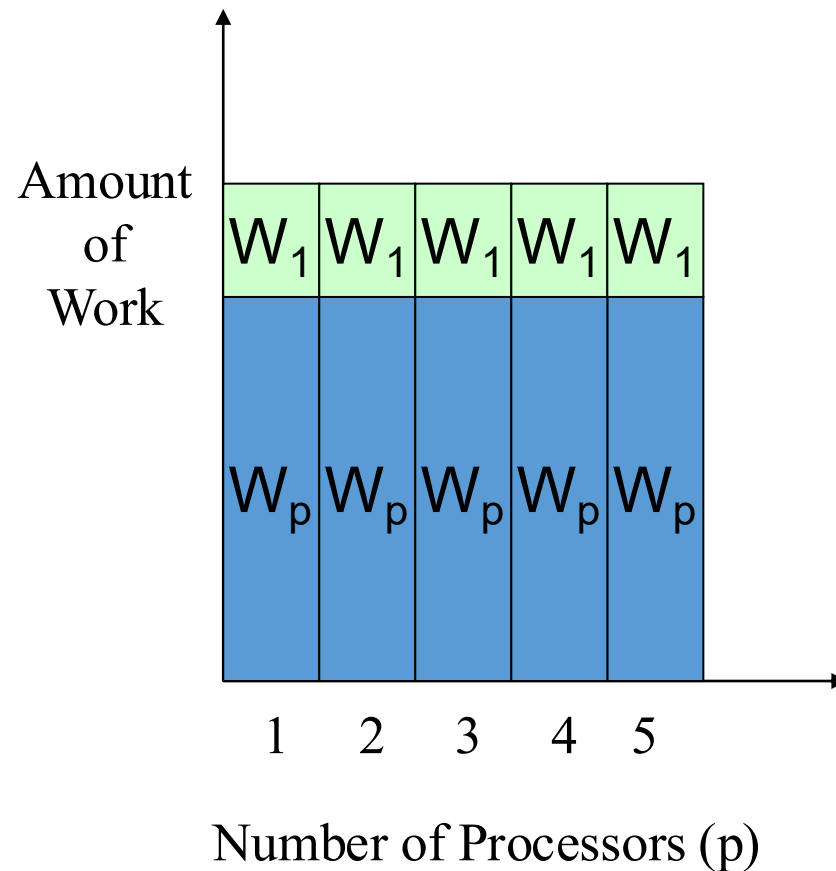 Amount
of
Work
W₁ W₁ W₁ W₁ W₁
Wₚ Wₚ Wₚ Wₚ Wₚ
1 2 3 4 5
Number of Processors (p)